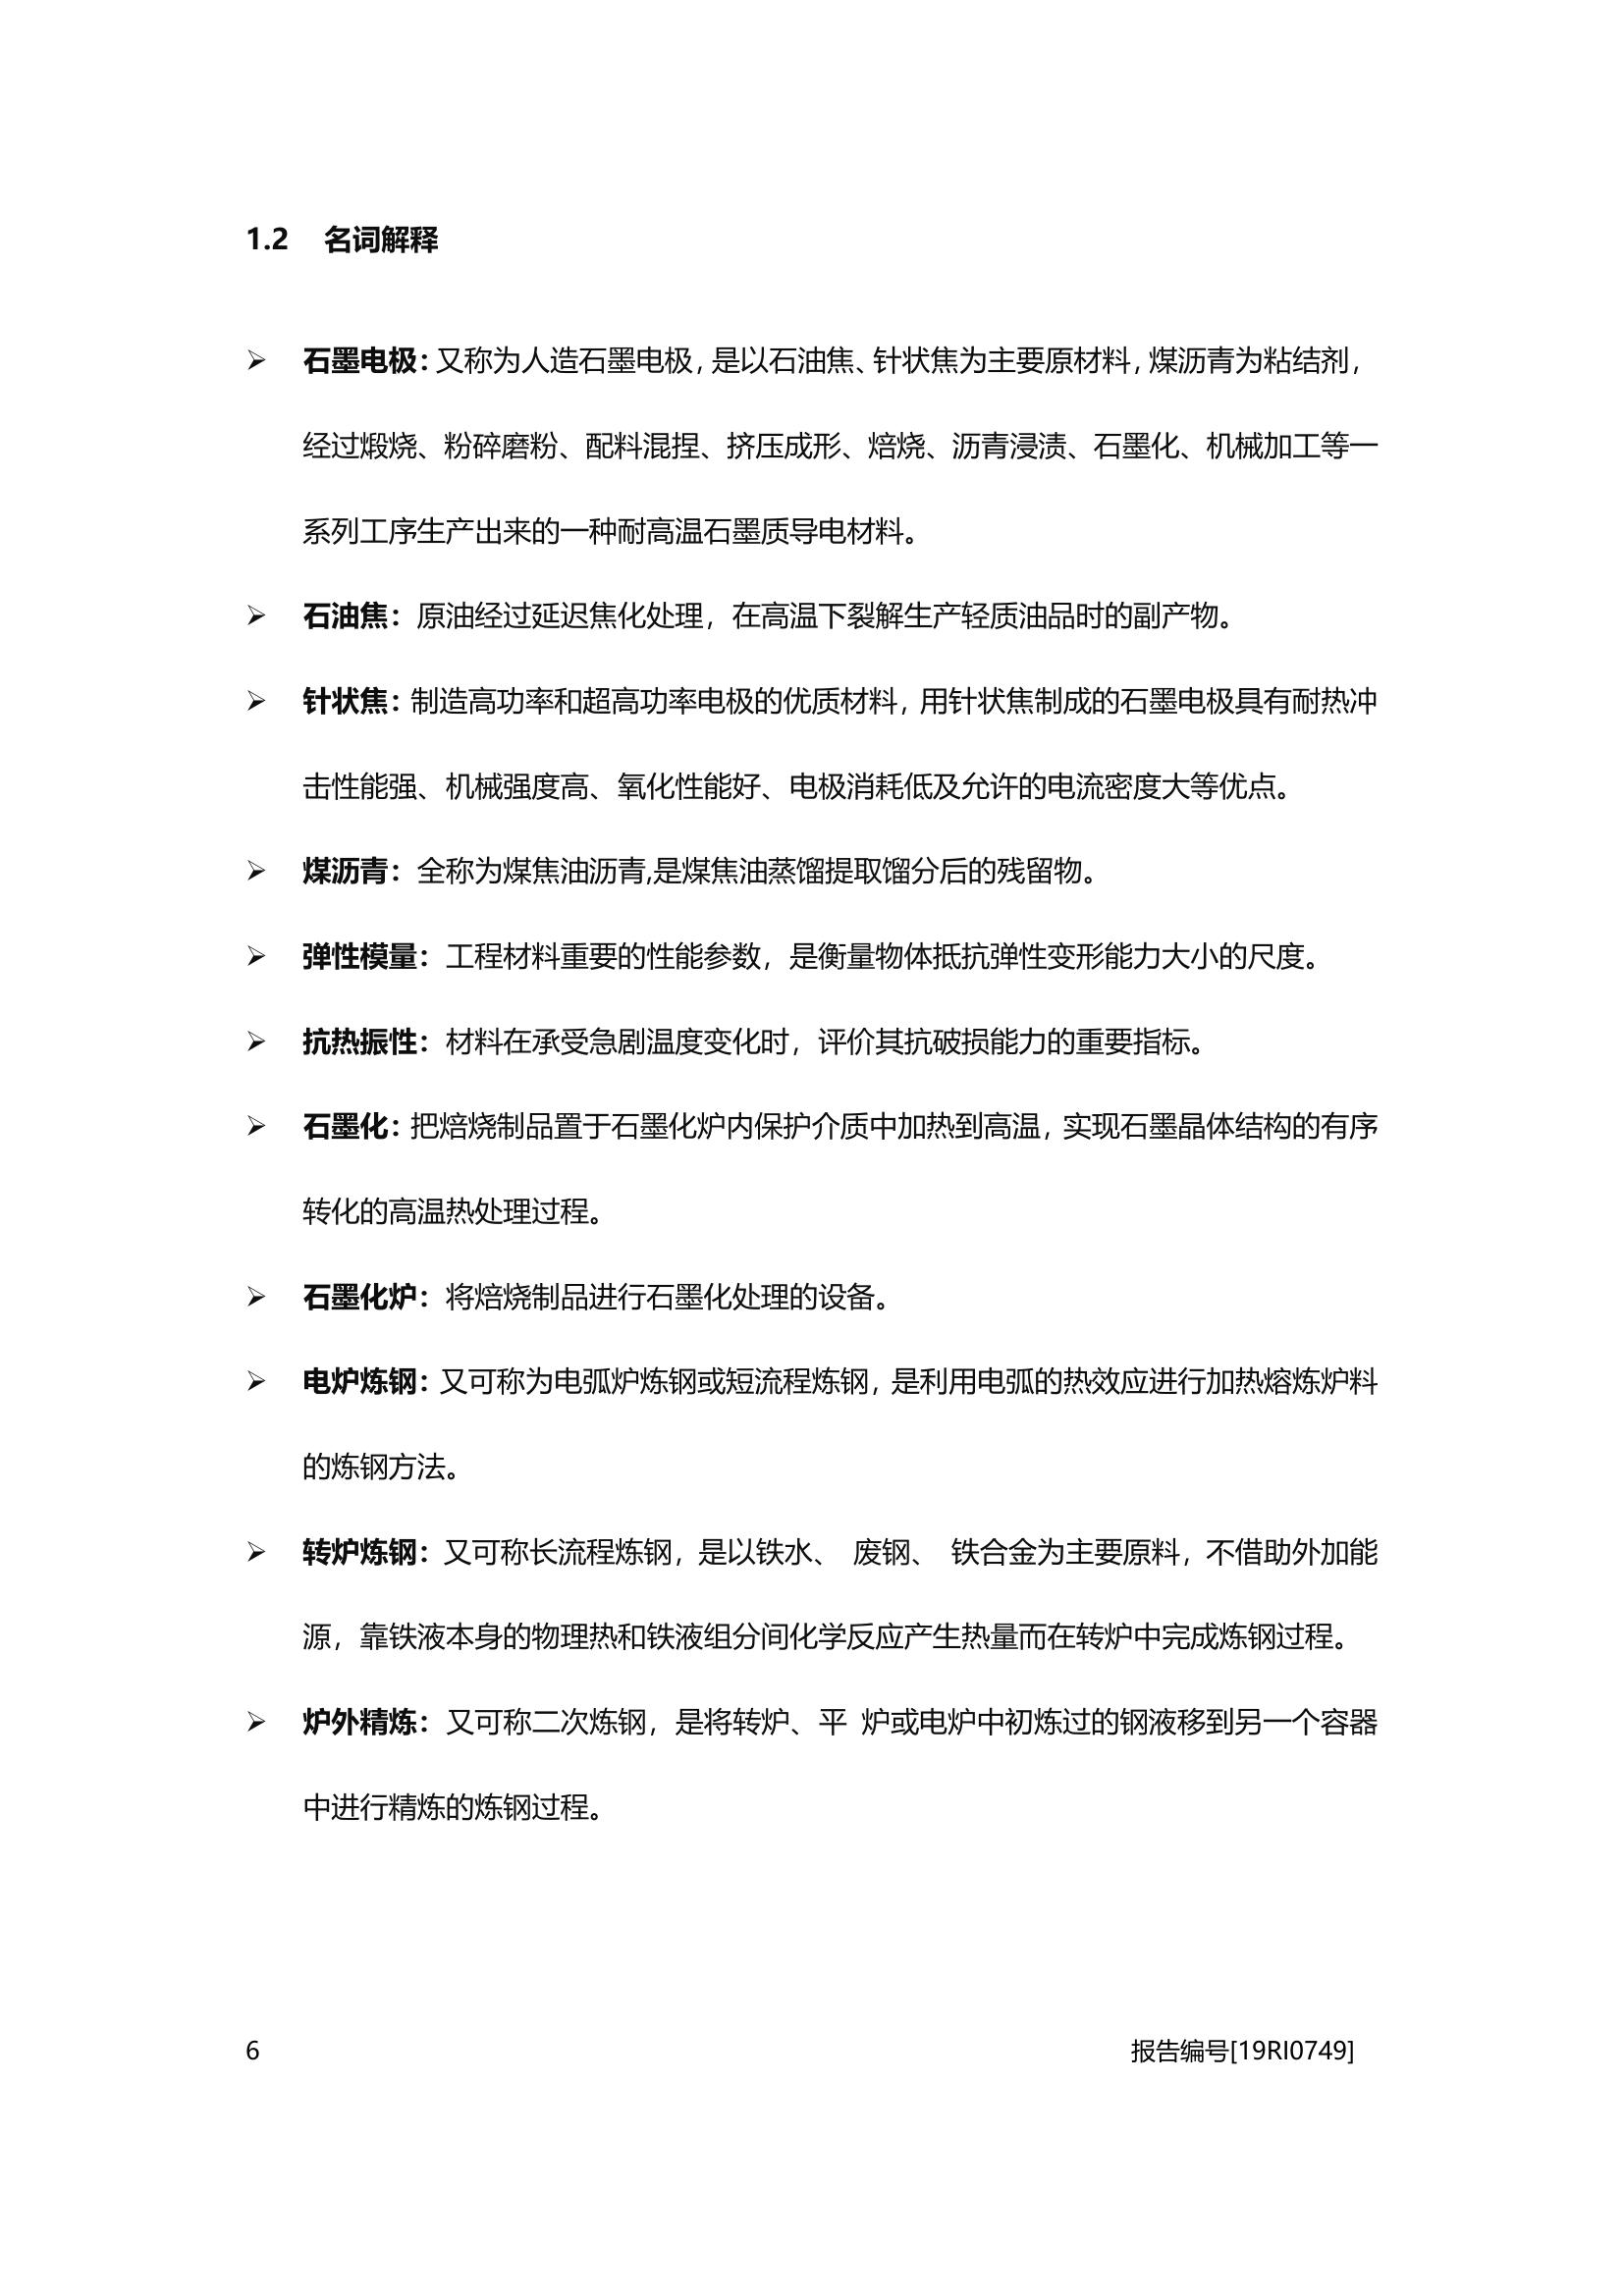 1.2 名词解释
➢ 石墨电极：又称为人造石墨电极，是以石油焦、针状焦为主要原材料，煤沥青为粘结剂，
经过煅烧、粉碎磨粉、配料混捏、挤压成形、焙烧、沥青浸渍、石墨化、机械加工等一
系列工序生产出来的一种耐高温石墨质导电材料。
➢ 石油焦：原油经过延迟焦化处理，在高温下裂解生产轻质油品时的副产物。
➢ 针状焦：制造高功率和超高功率电极的优质材料，用针状焦制成的石墨电极具有耐热冲
击性能强、机械强度高、氧化性能好、电极消耗低及允许的电流密度大等优点。
➢ 煤沥青：全称为煤焦油沥青,是煤焦油蒸馏提取馏分后的残留物。
➢ 弹性模量：工程材料重要的性能参数，是衡量物体抵抗弹性变形能力大小的尺度。
➢ 抗热振性：材料在承受急剧温度变化时，评价其抗破损能力的重要指标。
➢ 石墨化：把焙烧制品置于石墨化炉内保护介质中加热到高温，实现石墨晶体结构的有序
转化的高温热处理过程。
➢ 石墨化炉：将焙烧制品进行石墨化处理的设备。
➢ 电炉炼钢：又可称为电弧炉炼钢或短流程炼钢，是利用电弧的热效应进行加热熔炼炉料
的炼钢方法。
➢ 转炉炼钢：又可称长流程炼钢，是以铁水、 废钢、 铁合金为主要原料，不借助外加能
源，靠铁液本身的物理热和铁液组分间化学反应产生热量而在转炉中完成炼钢过程。
➢ 炉外精炼：又可称二次炼钢，是将转炉、平 炉或电炉中初炼过的钢液移到另一个容器
中进行精炼的炼钢过程。
6 报告编号[19RI0749]